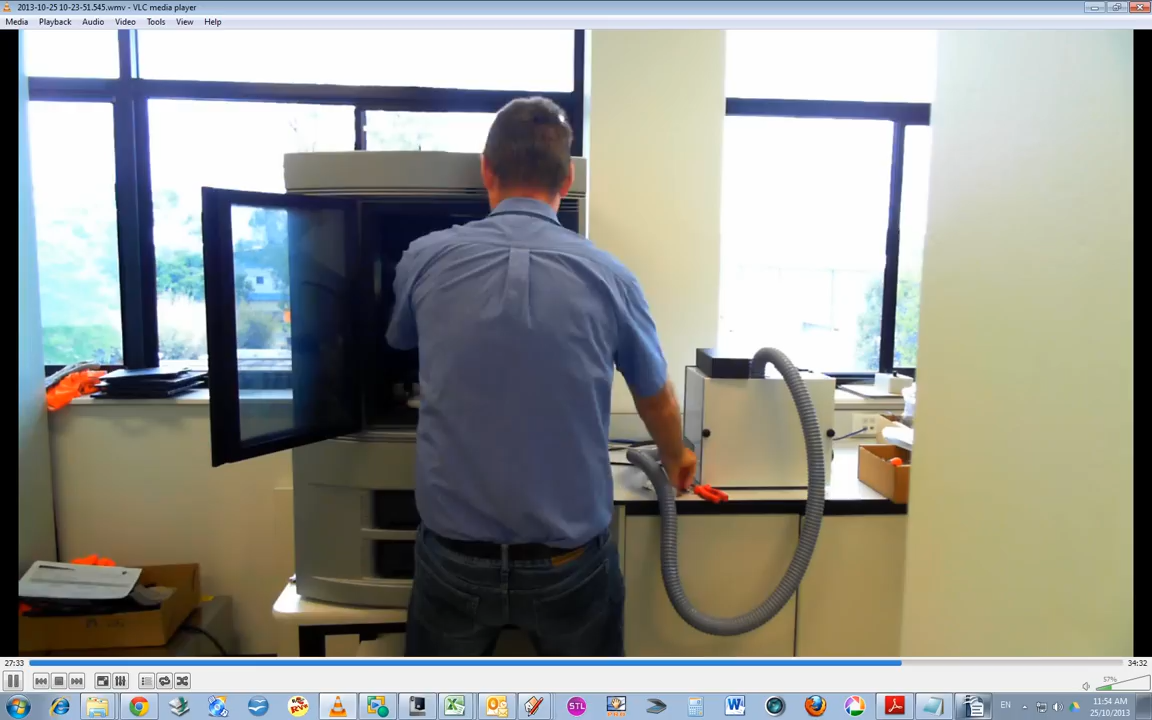 2013-10-25 10-23-51.545.wmv - VLC media player
Media Playback Audio Video Tools View Help
27:33
34:32
57%
STL
EN
11:54 AM
25/10/2013